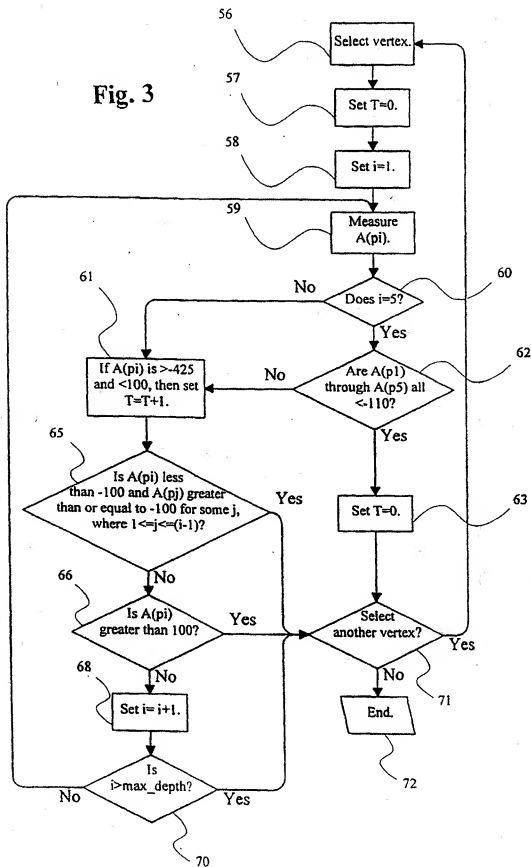 56
Select vertex.
Fig. 3
57
Set T=0.
58
Set i=1.
59
Measure
A(pi).
60
No
Does i=5?
Yes
61
If A(pi) is >-425
and <100, then set
T=T+1.
62
No
Are A(p1)
through A(p5) all
<-110?
Yes
65
Is A(pi) less
than -100 and A(pj) greater
than or equal to -100 for some j,
where 1<=j<=(i-1)?
Yes
No
Set T=0.
63
66
Is A(pi)
greater than 100?
Yes
No
Select
another vertex?
Yes
71
No
68
Set i= i+1.
End.
72
Is
i>max_depth?
No
Yes
70